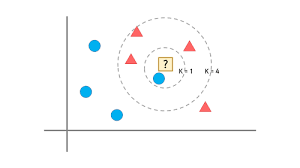 ?
K = 1
K = 4